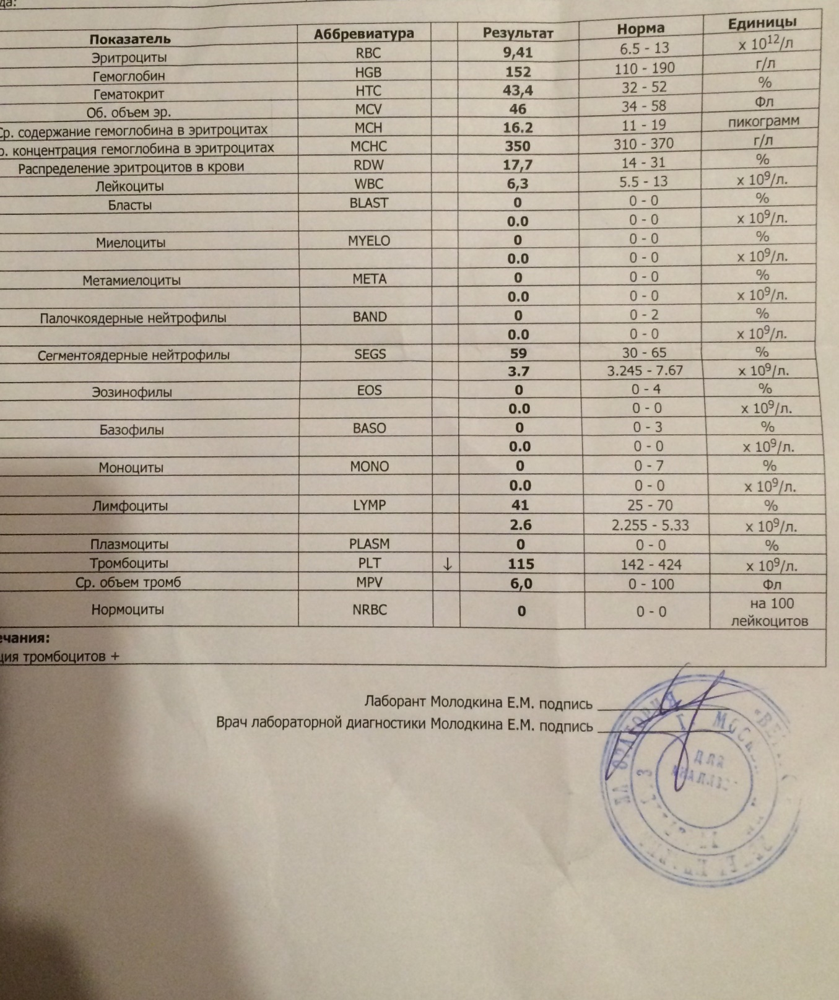 да:
Показатель Аббревиатура Результат Норма Единицы
Эритроциты RBC 9,41 6.5 - 13 x 10¹²/л
Гемоглобин HGB 152 110 - 190 г/л
Гематокрит HTC 43,4 32 - 52 %
Об. объем эр. MCV 46 34 - 58 Фл
Ср. содержание гемоглобина в эритроцитах MCH 16.2 11 - 19 пикограмм
р. концентрация гемоглобина в эритроцитах MCHC 350 310 - 370 г/л
Распределение эритроцитов в крови RDW 17,7 14 - 31 %
Лейкоциты WBC 6,3 5.5 - 13 x 10⁹/л.
Бласты BLAST 0 0 - 0 %
0.0 0 - 0 x 10⁹/л.
Миелоциты MYELO 0 0 - 0 %
0.0 0 - 0 x 10⁹/л.
Метамиелоциты META 0 0 - 0 %
0.0 0 - 0 x 10⁹/л.
Палочкоядерные нейтрофилы BAND 0 0 - 2 %
0.0 0 - 0 x 10⁹/л.
Сегментоядерные нейтрофилы SEGS 59 30 - 65 %
3.7 3.245 - 7.67 x 10⁹/л.
Эозинофилы EOS 0 0 - 4 %
0.0 0 - 0 x 10⁹/л.
Базофилы BASO 0 0 - 3 %
0.0 0 - 0 x 10⁹/л.
Моноциты MONO 0 0 - 7 %
0.0 0 - 0 x 10⁹/л.
Лимфоциты LYMP 41 25 - 70 %
2.6 2.255 - 5.33 x 10⁹/л.
Плазмоциты PLASM 0 0 - 0 %
Тромбоциты PLT ↓ 115 142 - 424 x 10⁹/л.
Ср. объем тромб MPV 6,0 0 - 100 Фл
Нормоциты NRBC 0 0 - 0 на 100
лейкоцитов
ечания:
ция тромбоцитов +
Лаборант Молодкина Е.М. подпись
Врач лабораторной диагностики Молодкина Е.М. подпись
ДЛЯ